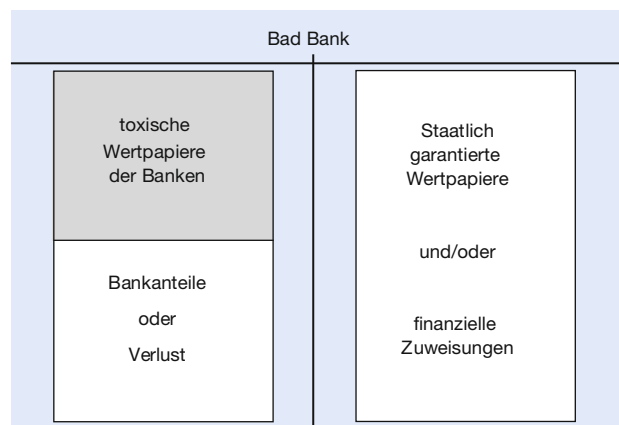 Bad Bank
toxische
Wertpapiere
der Banken
Bankanteile
oder
Verlust
Staatlich
garantierte
Wertpapiere
und/oder
finanzielle
Zuweisungen